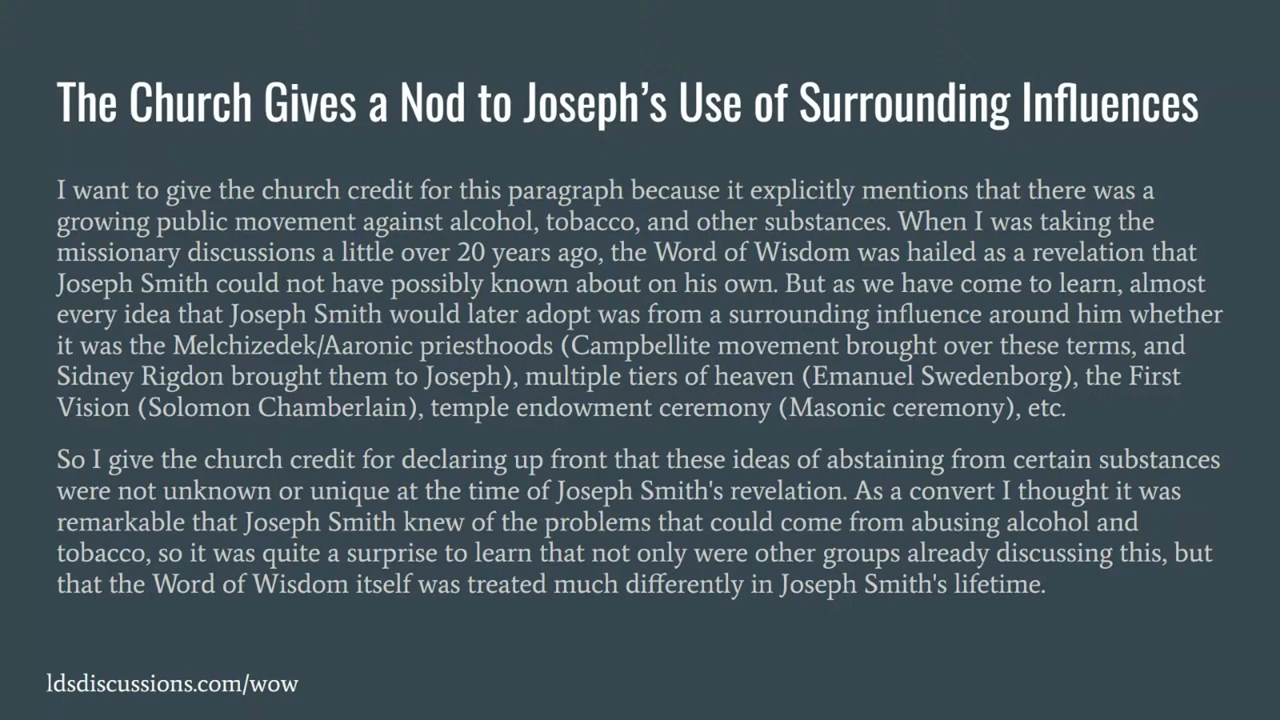 The Church Gives a Nod to Joseph’s Use of Surrounding Influences
I want to give the church credit for this paragraph because it explicitly mentions that there was a
growing public movement against alcohol, tobacco, and other substances. When I was taking the
missionary discussions a little over 20 years ago, the Word of Wisdom was hailed as a revelation that
Joseph Smith could not have possibly known about on his own. But as we have come to learn, almost
every idea that Joseph Smith would later adopt was from a surrounding influence around him whether
it was the Melchizedek/Aaronic priesthoods (Campbellite movement brought over these terms, and
Sidney Rigdon brought them to Joseph), multiple tiers of heaven (Emanuel Swedenborg), the First
Vision (Solomon Chamberlain), temple endowment ceremony (Masonic ceremony), etc.
So I give the church credit for declaring up front that these ideas of abstaining from certain substances
were not unknown or unique at the time of Joseph Smith's revelation. As a convert I thought it was
remarkable that Joseph Smith knew of the problems that could come from abusing alcohol and
tobacco, so it was quite a surprise to learn that not only were other groups already discussing this, but
that the Word of Wisdom itself was treated much differently in Joseph Smith's lifetime.
ldsdiscussions.com/wow